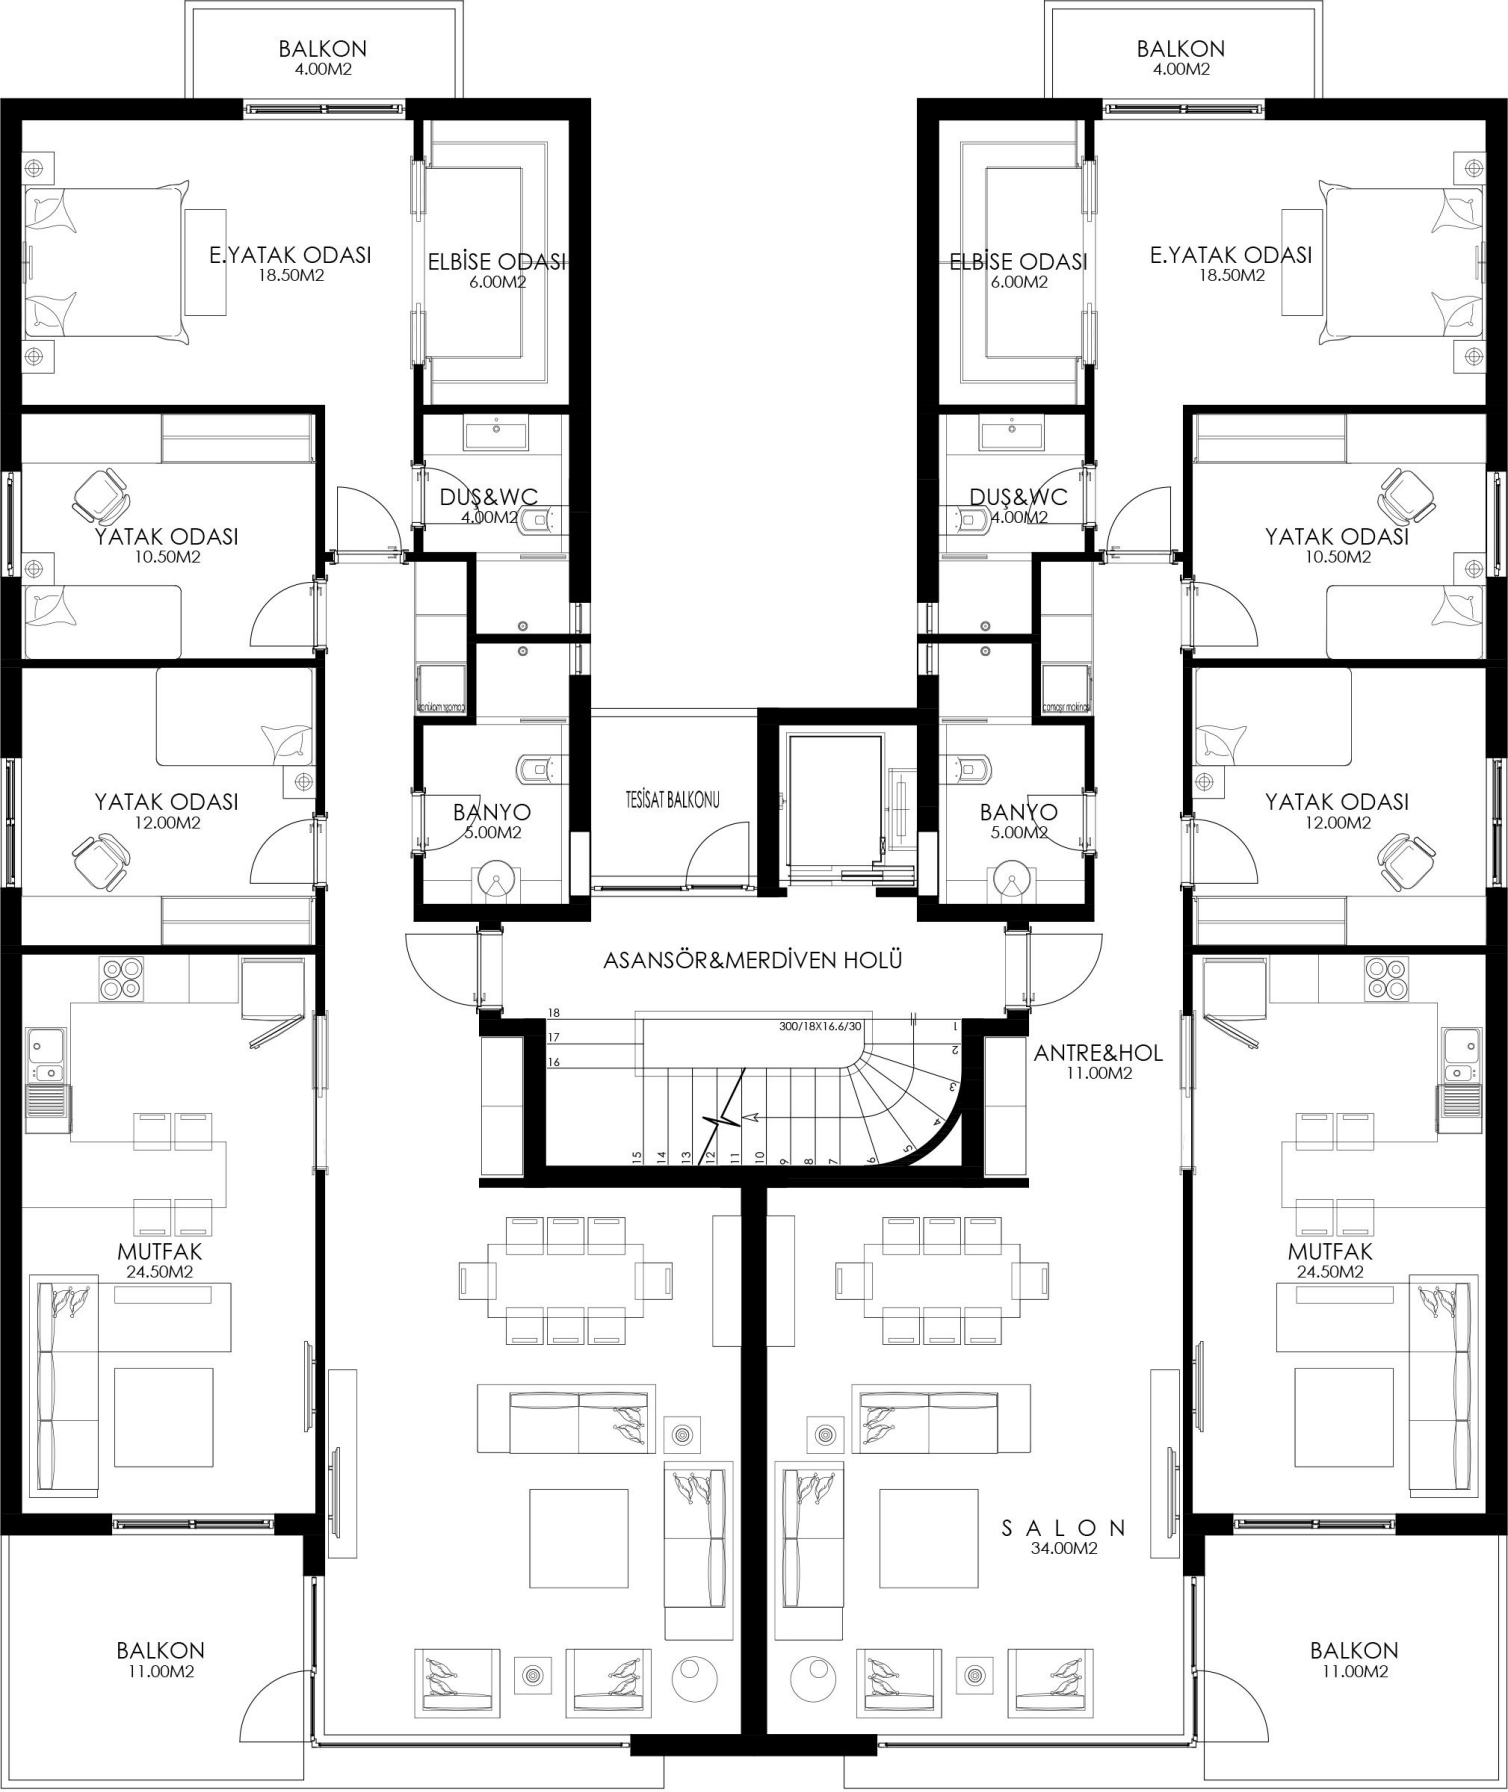 BALKON
4.00M2
BALKON
4.00M2
E.YATAK ODASI
18.50M2
ELBİSE ODASI
6.00M2
ELBİSE ODASI
6.00M2
E.YATAK ODASI
18.50M2
DUŞ&WC
4.00M2
DUŞ&WC
4.00M2
YATAK ODASI
10.50M2
YATAK ODASI
10.50M2
çamaşır makinası
YATAK ODASI
12.00M2
BANYO
5.00M2
TESİSAT BALKONU
BANYO
5.00M2
YATAK ODASI
12.00M2
ASANSÖR&MERDİVEN HOLÜ
18
17
16
300/18X16.6/30
1
2
3
4
5
6
7
8
9
10
11
12
13
14
15
ANTRE&HOL
11.00M2
MUTFAK
24.50M2
MUTFAK
24.50M2
S A L O N
34.00M2
BALKON
11.00M2
BALKON
11.00M2